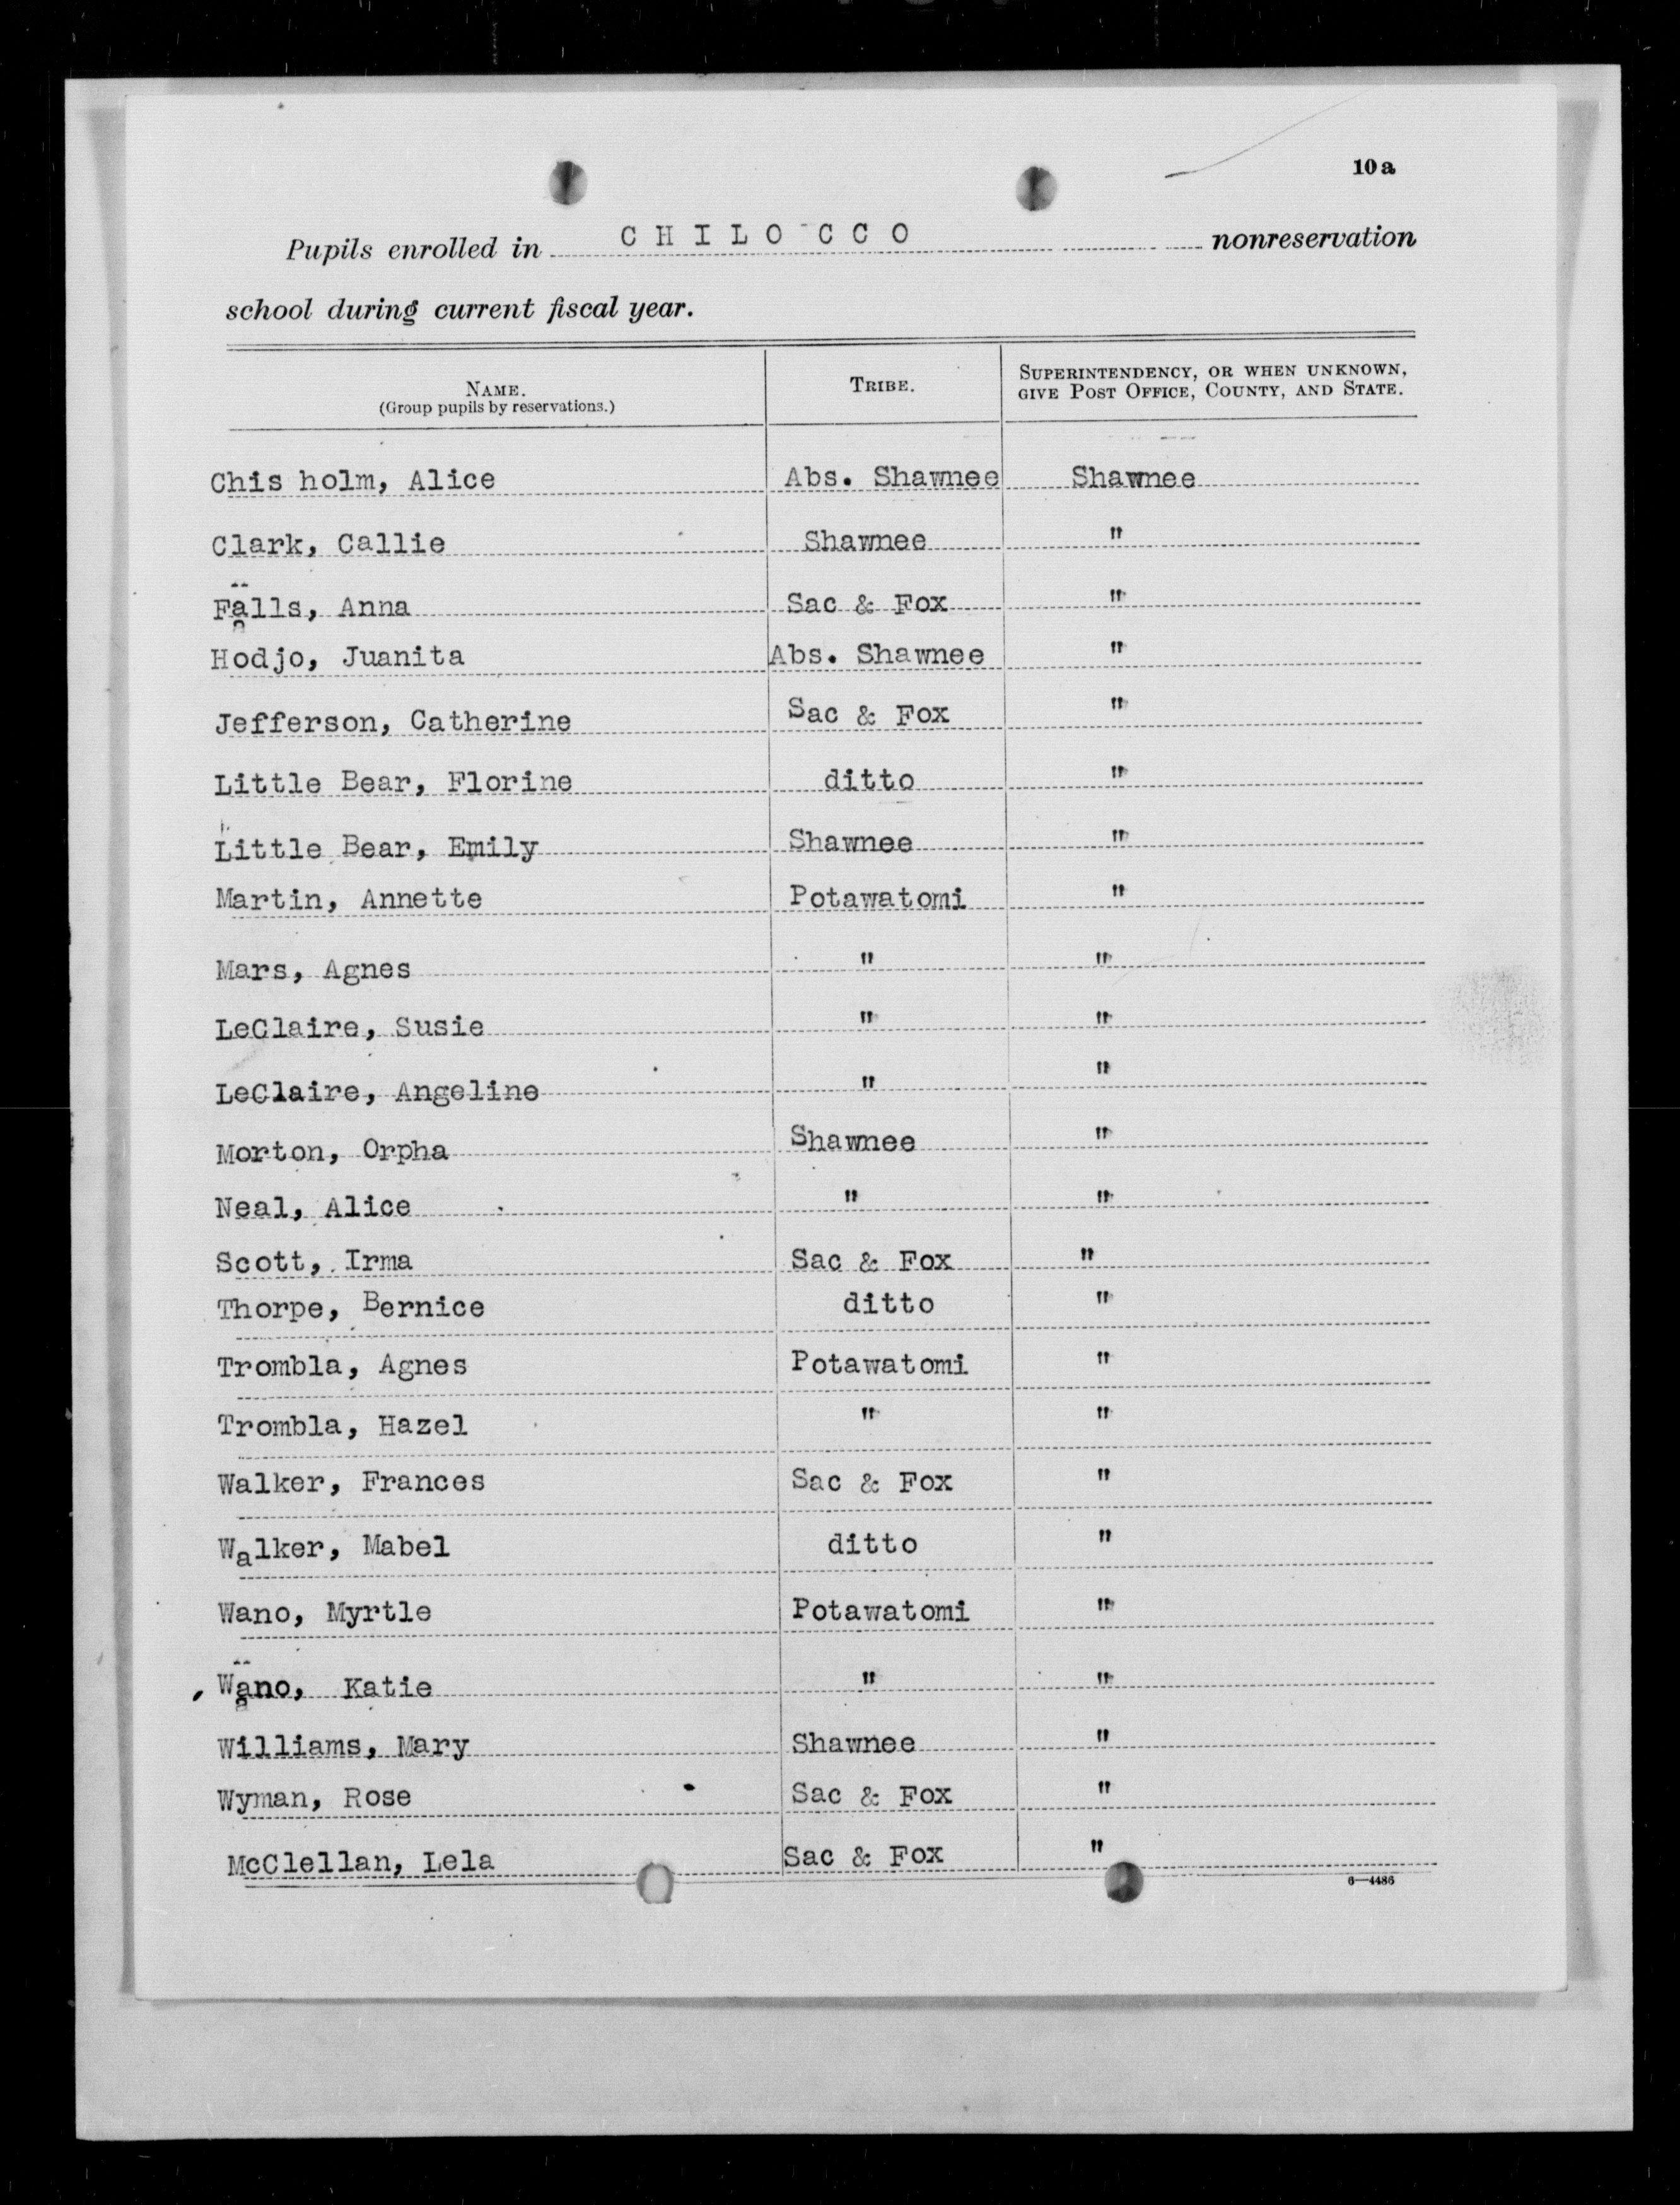 10a
Pupils enrolled in CHILOCCO nonreservation
school during current fiscal year.
NAME. (Group pupils by reservations.) TRIBE. SUPERINTENDENCY, OR WHEN UNKNOWN, GIVE POST OFFICE, COUNTY, AND STATE.
Chis holm, Alice Abs. Shawnee Shawnee
Clark, Callie Shawnee "
Falls, Anna Sac & Fox "
Hodjo, Juanita Abs. Shawnee "
Jefferson, Catherine Sac & Fox "
Little Bear, Florine ditto "
Little Bear, Emily Shawnee "
Martin, Annette Potawatomi "
Mars, Agnes " "
LeClaire, Susie " "
LeClaire, Angeline " "
Morton, Orpha Shawnee "
Neal, Alice " "
Scott, Irma Sac & Fox "
Thorpe, Bernice ditto "
Trombla, Agnes Potawatomi "
Trombla, Hazel " "
Walker, Frances Sac & Fox "
Walker, Mabel ditto "
Wano, Myrtle Potawatomi "
Wano, Katie " "
Williams, Mary Shawnee "
Wyman, Rose Sac & Fox "
McClellan, Lela Sac & Fox "
6—4486